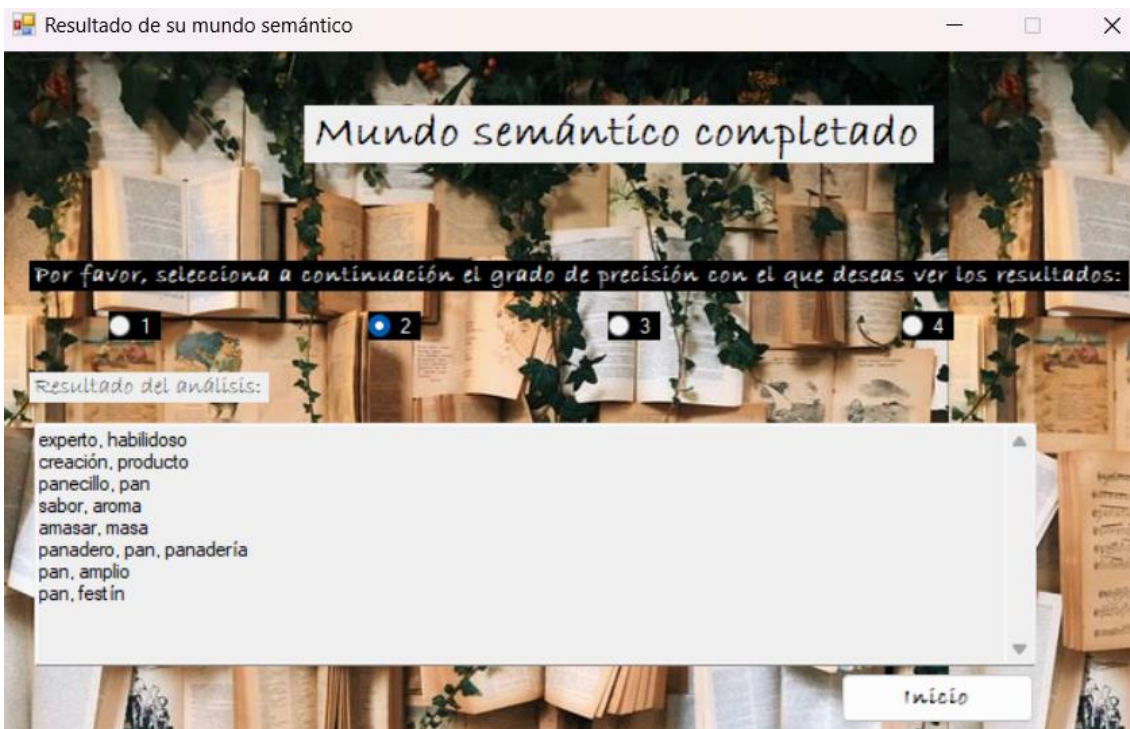 Resultado de su mundo semántico
Mundo semántico completado
Por favor, selecciona a continuación el grado de precisión con el que deseas ver los resultados:
1 2 3 4
Resultado del análisis:
experto, habilidoso
creación, producto
panecillo, pan
sabor, aroma
amasar, masa
panadero, pan, panadería
pan, amplio
pan, festín
Inicio